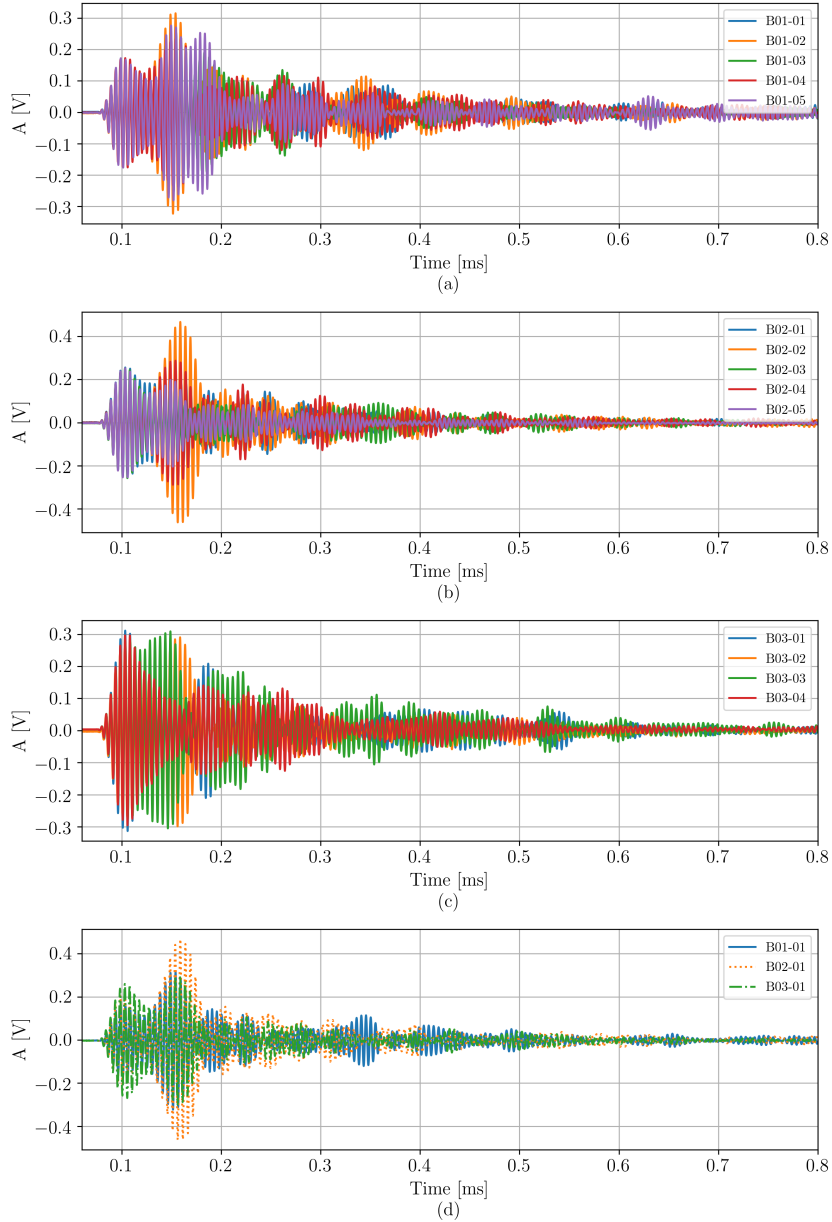 0.3
0.2
0.1
0.0
−0.1
−0.2
−0.3
A [V]
B01-01
B01-02
B01-03
B01-04
B01-05
0.1 0.2 0.3 0.4 0.5 0.6 0.7 0.8
Time [ms]
(a)
0.4
0.2
0.0
−0.2
−0.4
A [V]
B02-01
B02-02
B02-03
B02-04
B02-05
0.1 0.2 0.3 0.4 0.5 0.6 0.7 0.8
Time [ms]
(b)
0.3
0.2
0.1
0.0
−0.1
−0.2
−0.3
A [V]
B03-01
B03-02
B03-03
B03-04
0.1 0.2 0.3 0.4 0.5 0.6 0.7 0.8
Time [ms]
(c)
0.4
0.2
0.0
−0.2
−0.4
A [V]
B01-01
B02-01
B03-01
0.1 0.2 0.3 0.4 0.5 0.6 0.7 0.8
Time [ms]
(d)